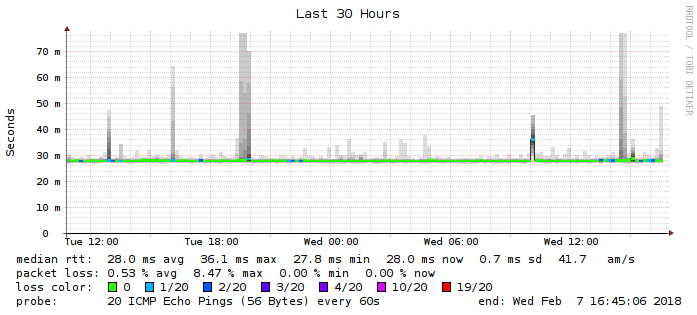 Last 30 Hours
RRDTOOL / TOBI OETIKER
Seconds
70 m
60 m
50 m
40 m
30 m
20 m
10 m
0
Tue 12:00 Tue 18:00 Wed 00:00 Wed 06:00 Wed 12:00
median rtt: 28.0 ms avg 36.1 ms max 27.8 ms min 28.0 ms now 0.7 ms sd 41.7 am/s
packet loss: 0.53 % avg 8.47 % max 0.00 % min 0.00 % now
loss color: 0 1/20 2/20 3/20 4/20 10/20 19/20
probe: 20 ICMP Echo Pings (56 Bytes) every 60s end: Wed Feb 7 16:45:06 2018